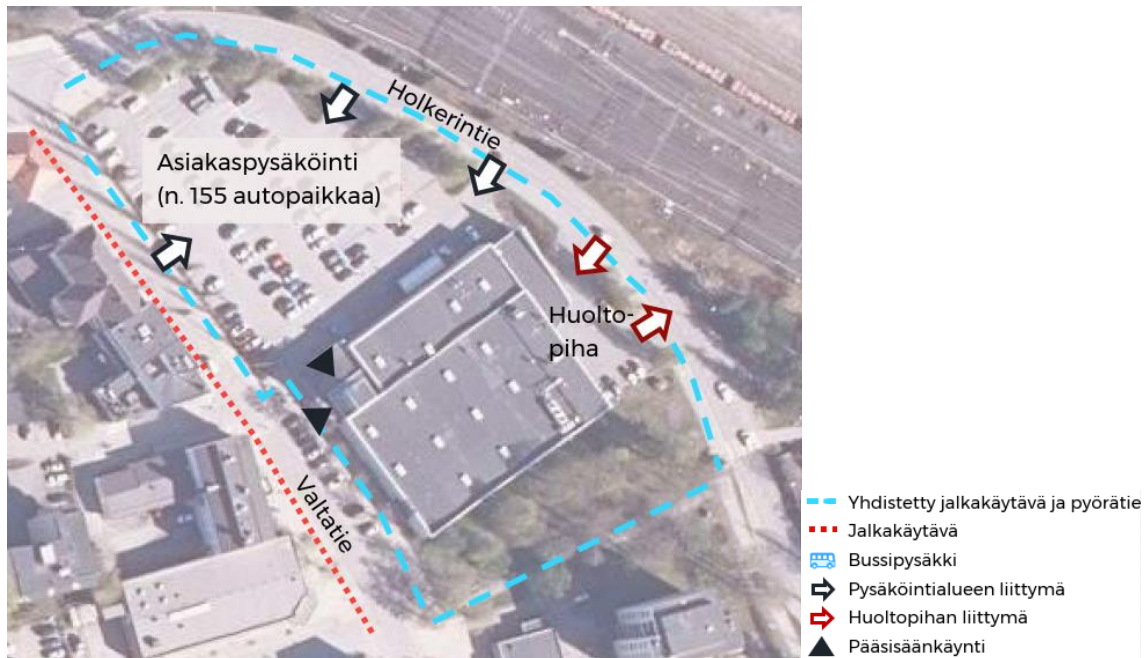 Holkerintie
Asiakaspysäköinti
(n. 155 autopaikkaa)
Huolto-
piha
Valtatie
Yhdistetty jalkakäytävä ja pyörätie
Jalkakäytävä
Bussipysäkki
Pysäköintialueen liittymä
Huoltopihan liittymä
Pääsisäänkäynti